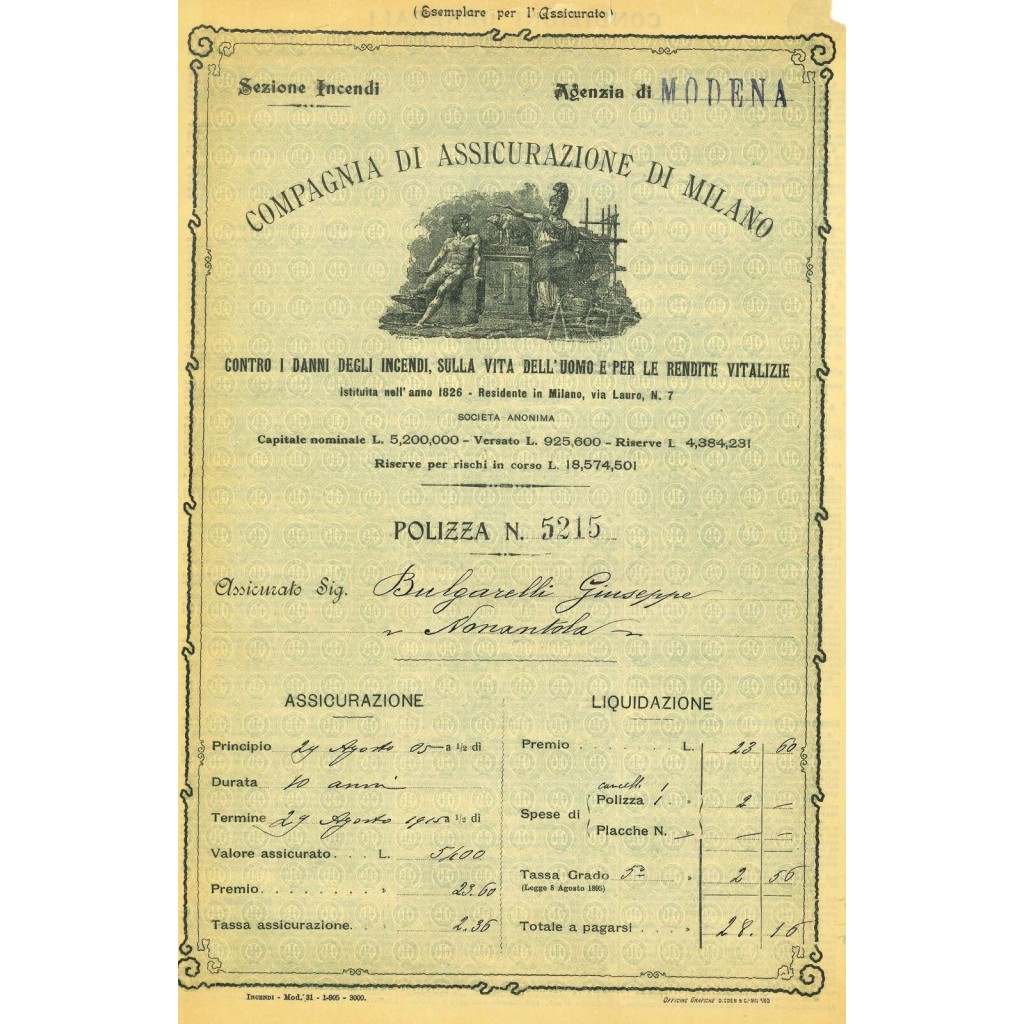 (Esemplare per l'Assicurato)
Sezione Incendi
Agenzia di MODENA
COMPAGNIA DI ASSICURAZIONE DI MILANO
CONTRO I DANNI DEGLI INCENDI, SULLA VITA DELL'UOMO E PER LE RENDITE VITALIZIE
Istituita nell'anno 1826 - Residente in Milano, via Lauro, N. 7
SOCIETA ANONIMA
Capitale nominale L. 5,200,000 - Versato L. 925,600 - Riserve L 4,384,231
Riserve per rischi in corso L. 18,574,501
POLIZZA N. 5215
Assicurato Sig. Bulgarelli Giuseppe
Nonantola
ASSICURAZIONE
Principio 29 Agosto 05 a 1/2 di
Durata 10 anni
Termine 29 Agosto 1915 1/2 di
Valore assicurato... L. 5600
Premio 23.60
Tassa assicurazione 2.36
LIQUIDAZIONE
Premio L. 23 60
Spese di
Polizza 1 " 2 —
Placche N. — " — —
Tassa Grado 5° " 2 56
(Legge 8 Agosto 1895)
Totale a pagarsi " 28. 16
INCENDI - Mod. 31 - 1-905 - 3000.
OFFICINE GRAFICHE